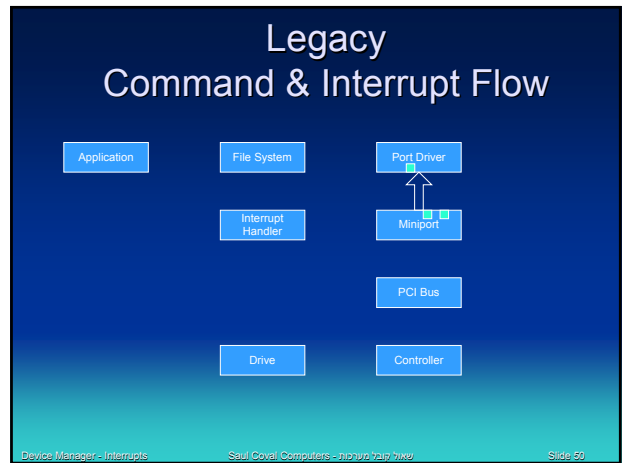 Legacy
Command & Interrupt Flow
Application
File System
Port Driver
Interrupt
Handler
Miniport
PCI Bus
Drive
Controller
Device Manager - Interrupts
Saul Coval Computers - שאול קובל מערכות
Slide 50